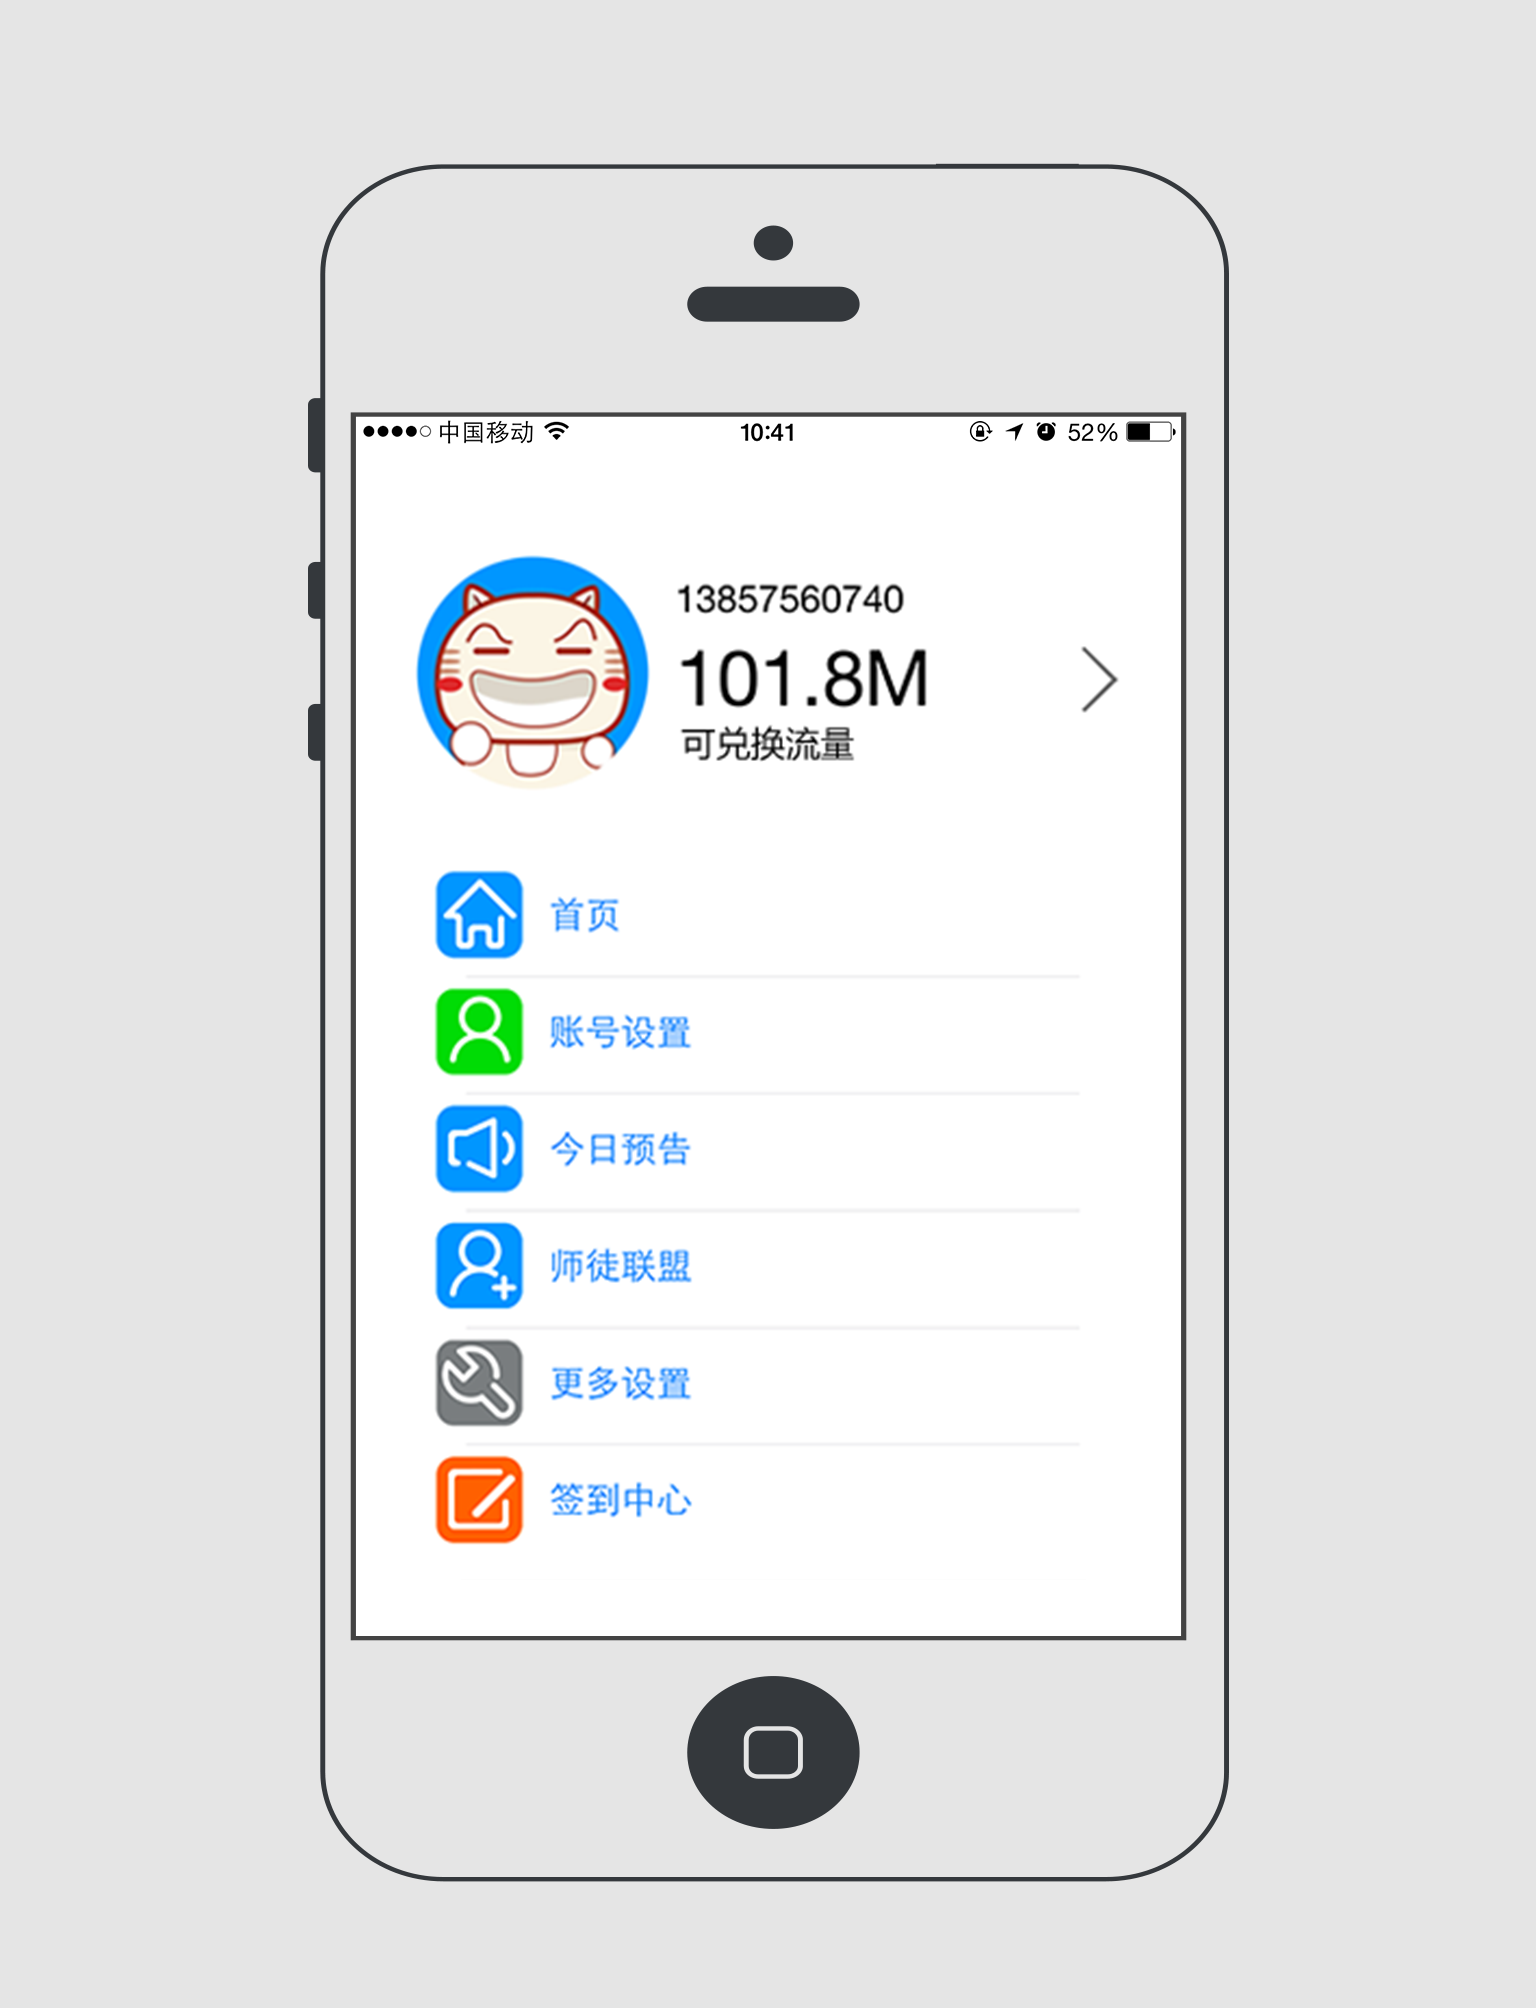 中国移动 10:41 52%
13857560740
101.8M
可兑换流量
首页
账号设置
今日预告
师徒联盟
更多设置
签到中心